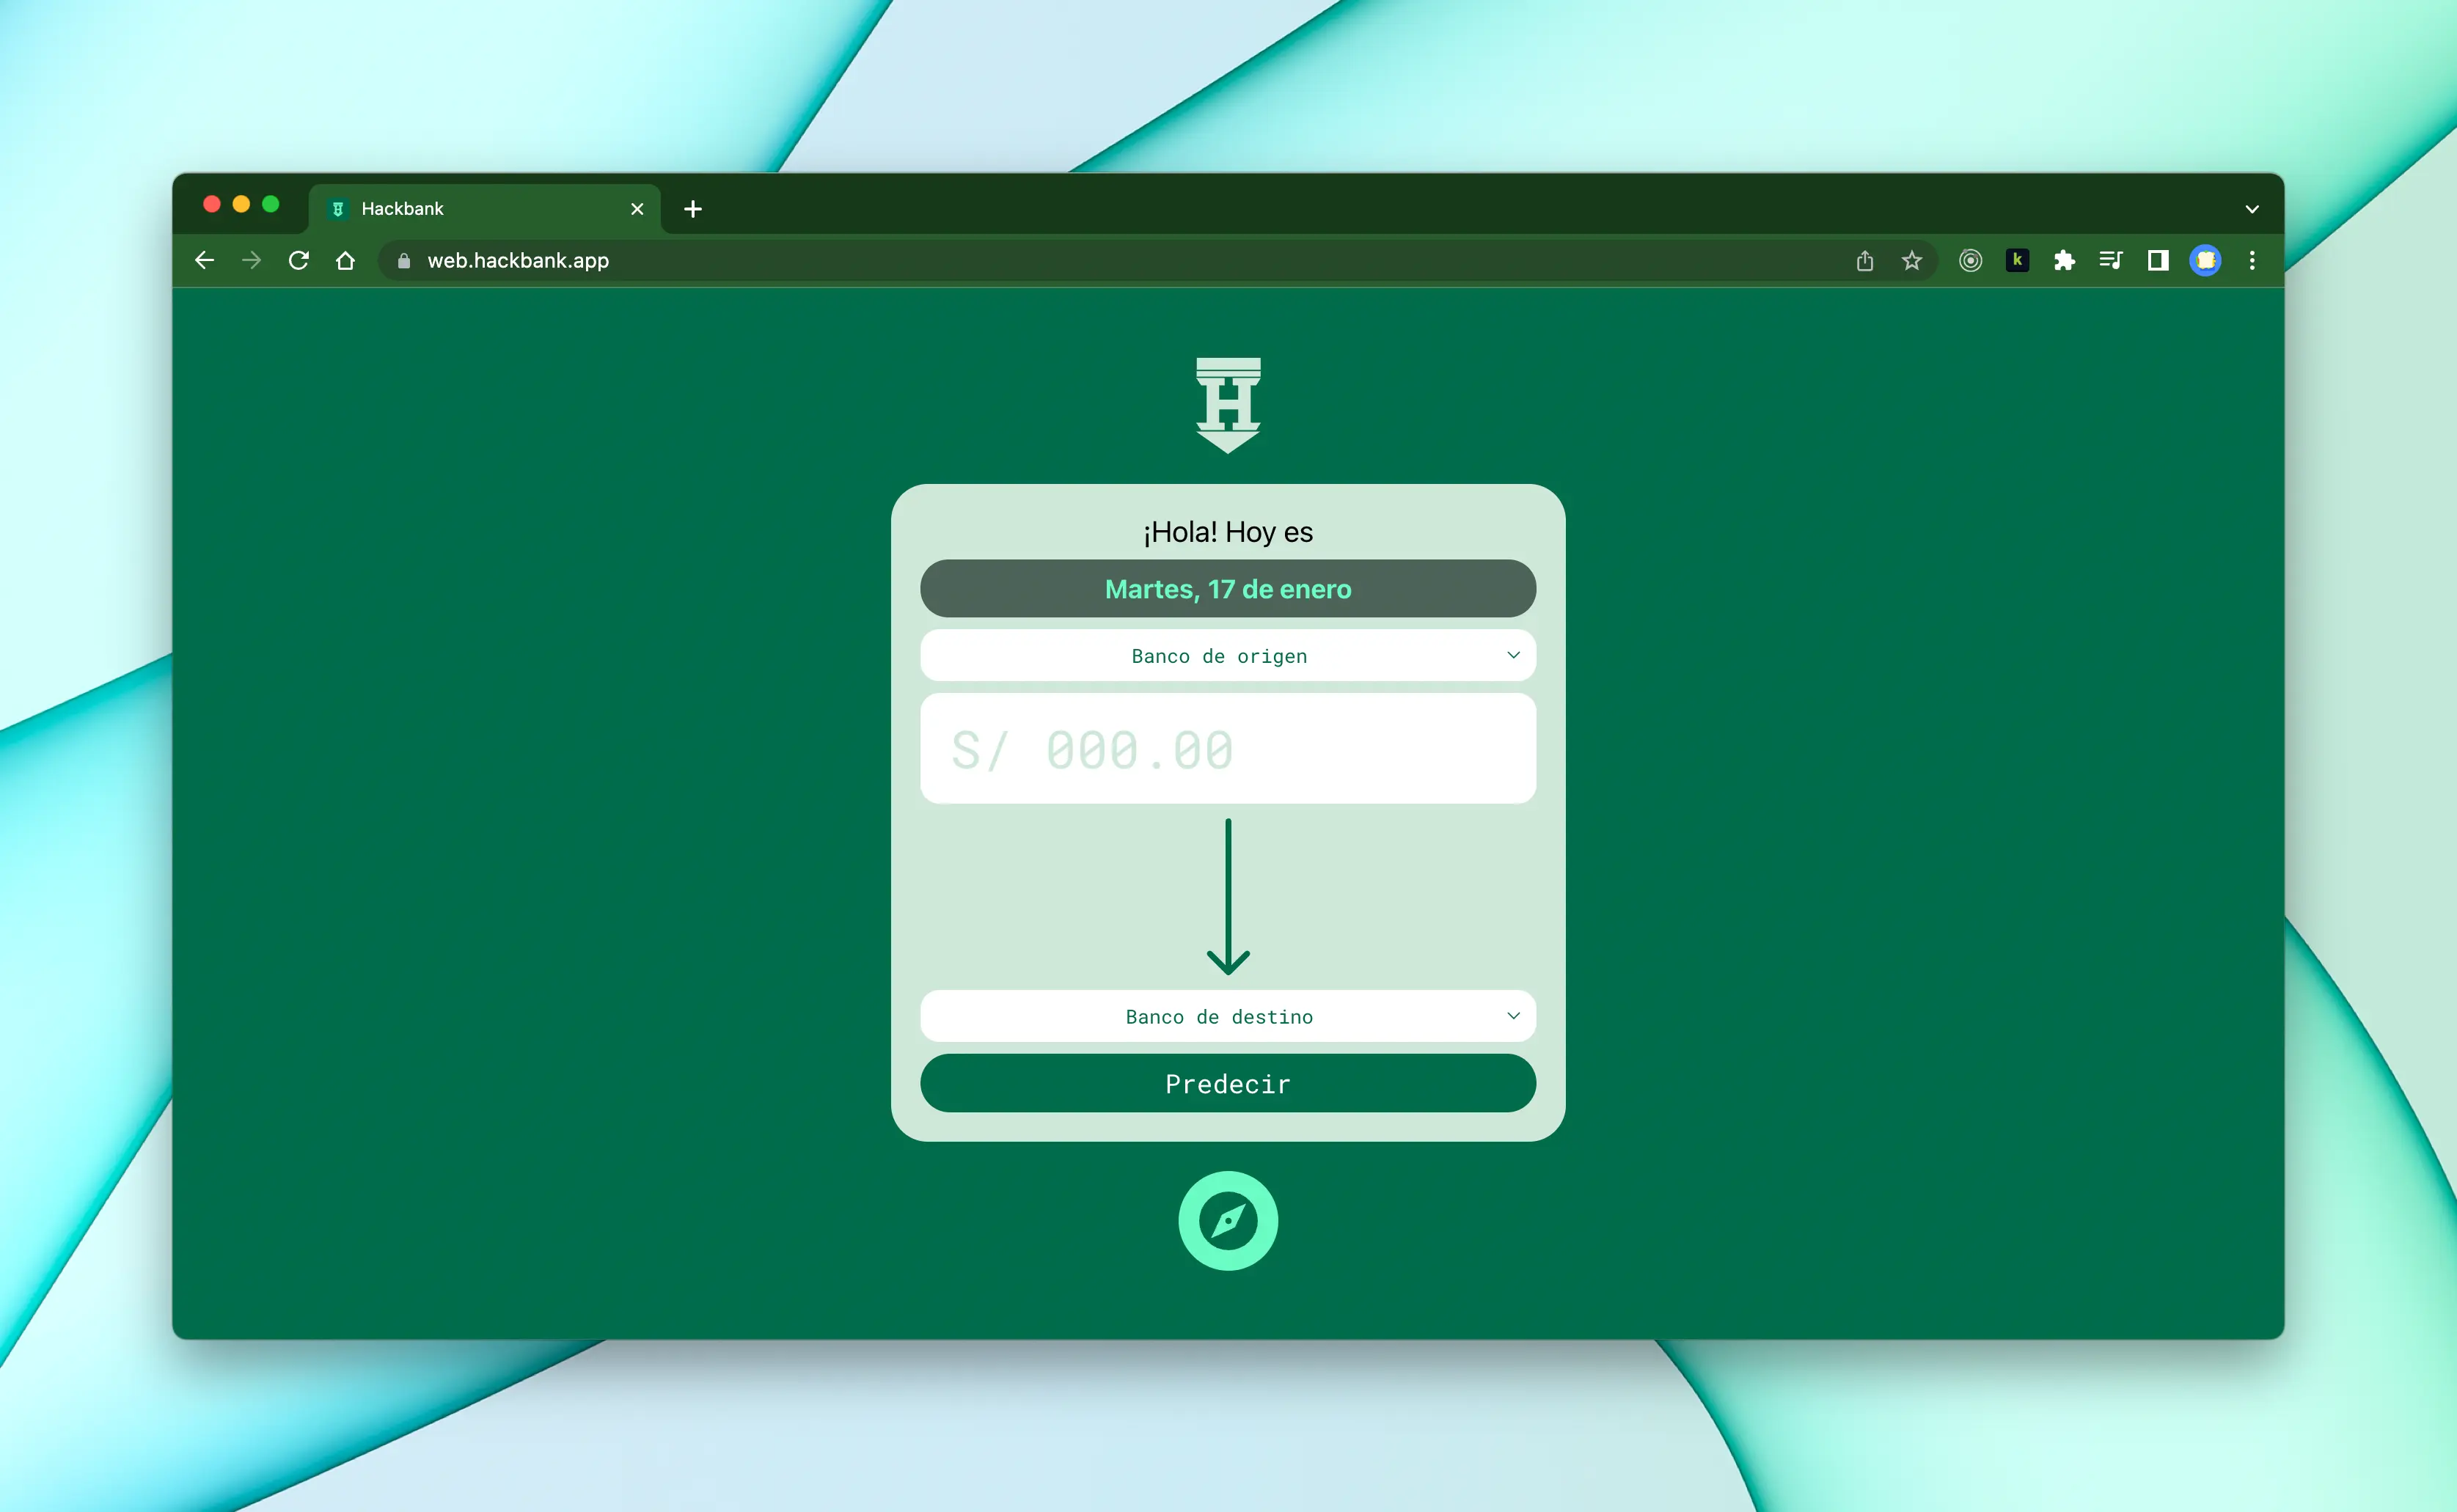 Hackbank
web.hackbank.app
k
H
¡Hola! Hoy es
Martes, 17 de enero
Banco de origen
S/ 000.00
Banco de destino
Predecir